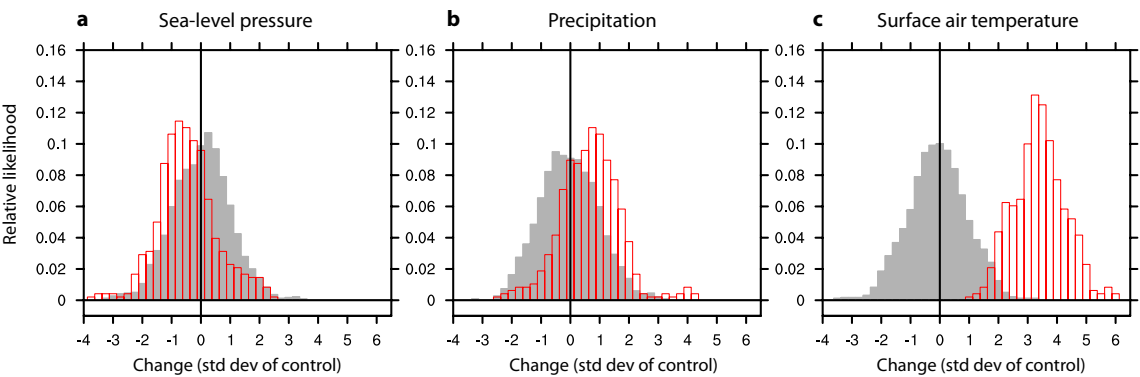 a Sea-level pressure
b Precipitation
c Surface air temperature
Relative likelihood
0.16
0.14
0.12
0.1
0.08
0.06
0.04
0.02
0
-4 -3 -2 -1 0 1 2 3 4 5 6
Change (std dev of control)
0.16
0.14
0.12
0.1
0.08
0.06
0.04
0.02
0
-4 -3 -2 -1 0 1 2 3 4 5 6
Change (std dev of control)
0.16
0.14
0.12
0.1
0.08
0.06
0.04
0.02
0
-4 -3 -2 -1 0 1 2 3 4 5 6
Change (std dev of control)